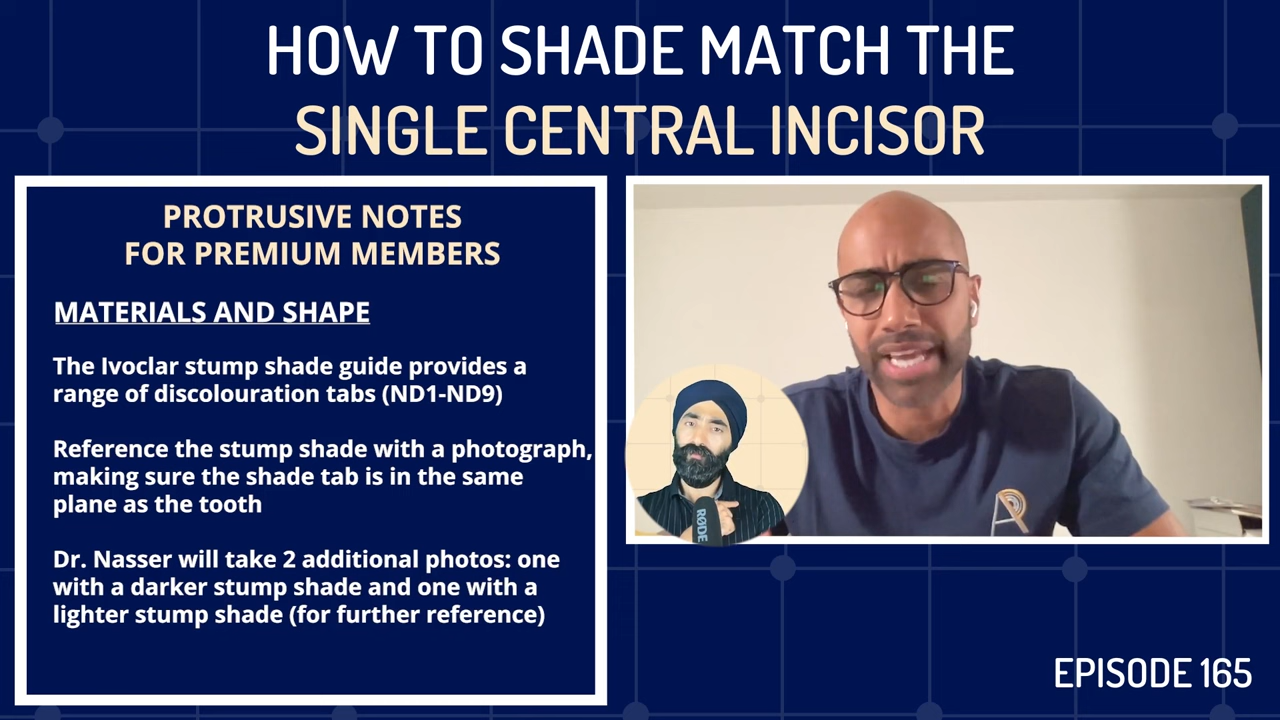 HOW TO SHADE MATCH THE
SINGLE CENTRAL INCISOR
PROTRUSIVE NOTES
FOR PREMIUM MEMBERS
MATERIALS AND SHAPE
The Ivoclar stump shade guide provides a
range of discolouration tabs (ND1-ND9)
Reference the stump shade with a photograph,
making sure the shade tab is in the same
plane as the tooth
Dr. Nasser will take 2 additional photos: one
with a darker stump shade and one with a
lighter stump shade (for further reference)
RØDE
EPISODE 165